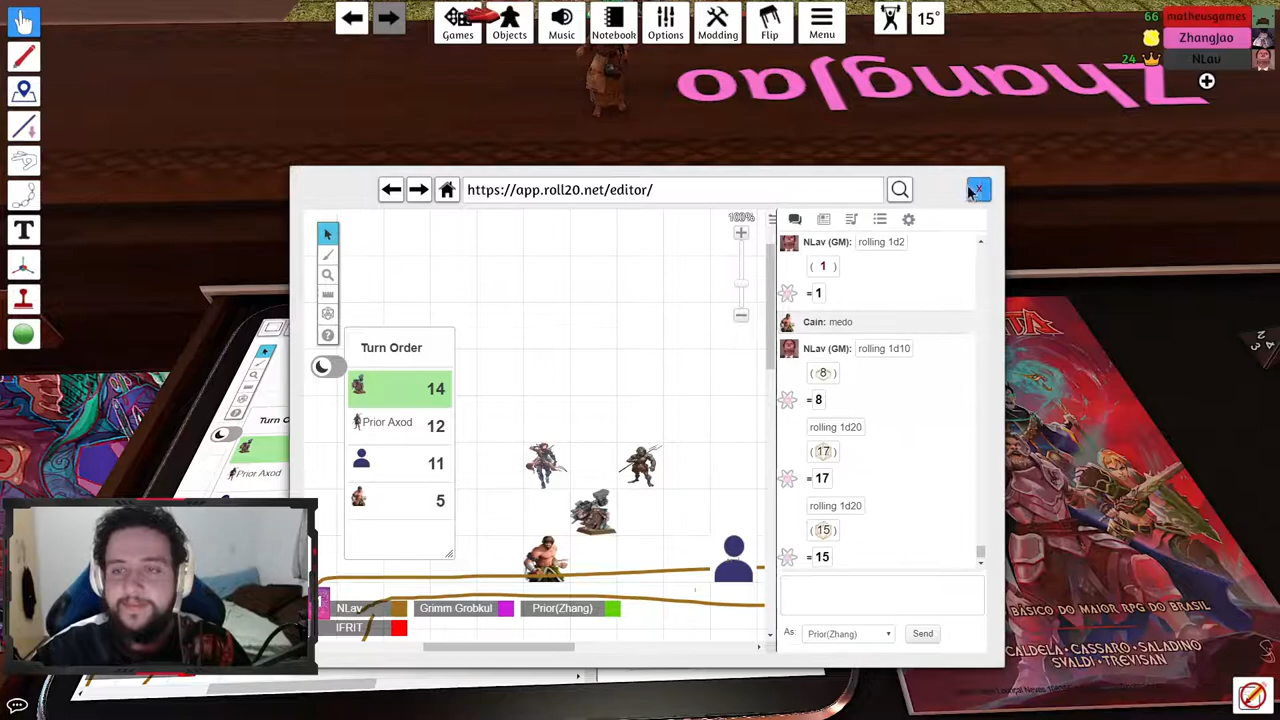 Games
Objects
Music
Notebook
Options
Modding
Flip
Menu
15°
66 matheusgames
ZhangJao
24 NLav
ZhangJao
https://app.roll20.net/editor/
x
100%
Turn Order
14
Prior Axod 12
11
5
NLav (GM): rolling 1d2
( 1 )
= 1
Cain: medo
NLav (GM): rolling 1d10
( 8 )
= 8
rolling 1d20
( 17 )
= 17
rolling 1d20
( 15 )
= 15
As: Prior(Zhang) Send
NLav
Grimm Grobkul
Prior(Zhang)
IFRIT
T
Turn O
Prior Axod
BÁSICO DO MAIOR RPG DO BRASIL
CALDELA • CASSARO • SALADINO
SVALDI • TREVISAN